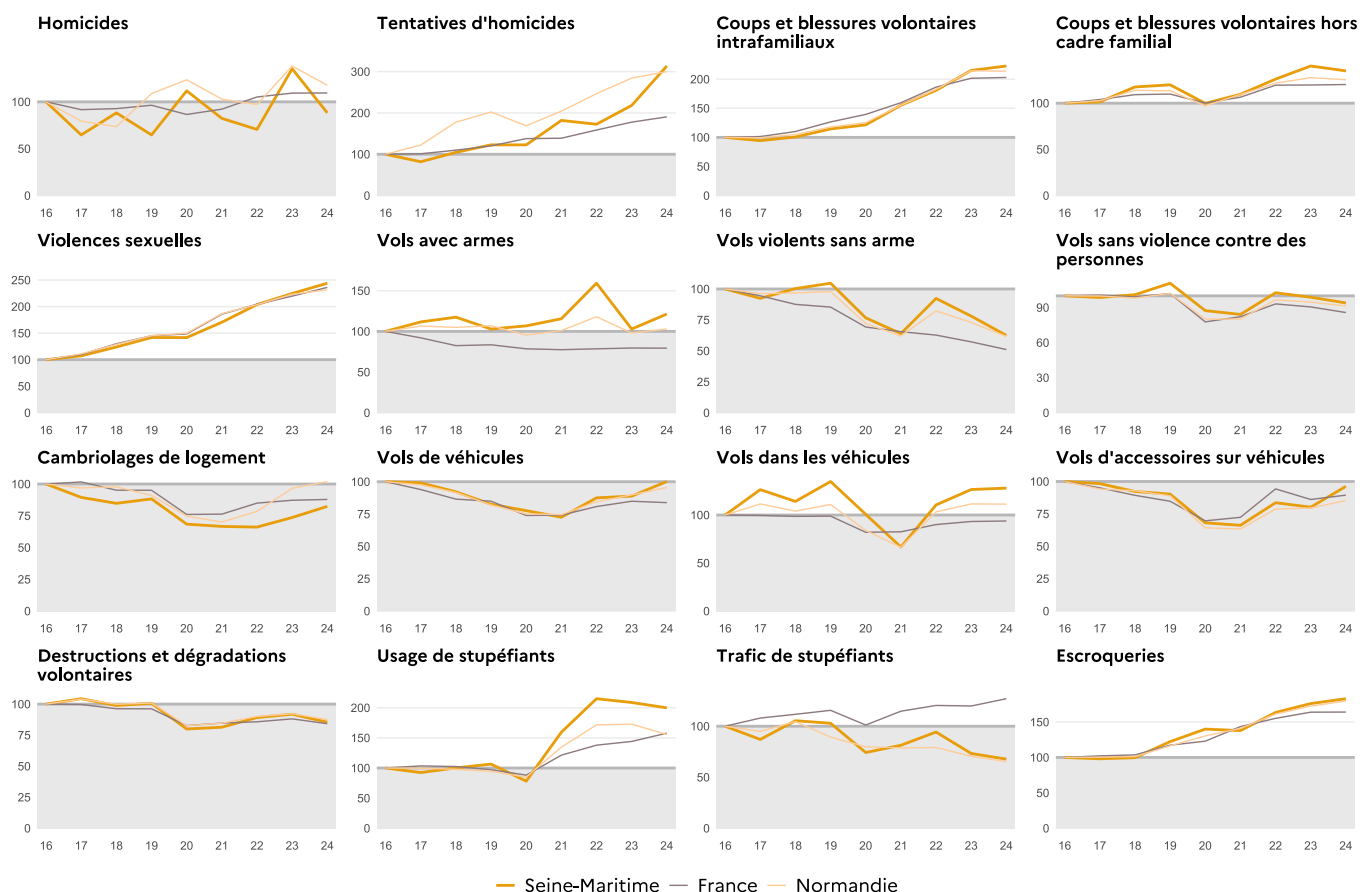 Homicides
100
50
0
16 17 18 19 20 21 22 23 24
Tentatives d'homicides
300
200
100
0
16 17 18 19 20 21 22 23 24
Coups et blessures volontaires
intrafamiliaux
200
150
100
50
0
16 17 18 19 20 21 22 23 24
Coups et blessures volontaires hors
cadre familial
100
50
0
16 17 18 19 20 21 22 23 24
Violences sexuelles
250
200
150
100
50
0
16 17 18 19 20 21 22 23 24
Vols avec armes
150
100
50
0
16 17 18 19 20 21 22 23 24
Vols violents sans arme
100
75
50
25
0
16 17 18 19 20 21 22 23 24
Vols sans violence contre des
personnes
90
60
30
0
16 17 18 19 20 21 22 23 24
Cambriolages de logement
100
75
50
25
0
16 17 18 19 20 21 22 23 24
Vols de véhicules
100
75
50
25
0
16 17 18 19 20 21 22 23 24
Vols dans les véhicules
100
50
0
16 17 18 19 20 21 22 23 24
Vols d'accessoires sur véhicules
100
75
50
25
0
16 17 18 19 20 21 22 23 24
Destructions et dégradations
volontaires
100
75
50
25
0
16 17 18 19 20 21 22 23 24
Usage de stupéfiants
200
150
100
50
0
16 17 18 19 20 21 22 23 24
Trafic de stupéfiants
100
50
0
16 17 18 19 20 21 22 23 24
Escroqueries
150
100
50
0
16 17 18 19 20 21 22 23 24
Seine-Maritime France Normandie